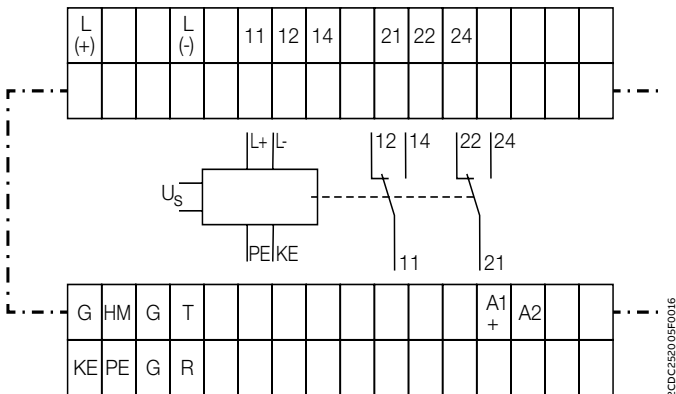 L (+) L (-) 11 12 14 21 22 24
L+ L- 12 14 22 24
US
PE KE 11 21
G HM G T A1 + A2
KE PE G R
2CDC252005F0016